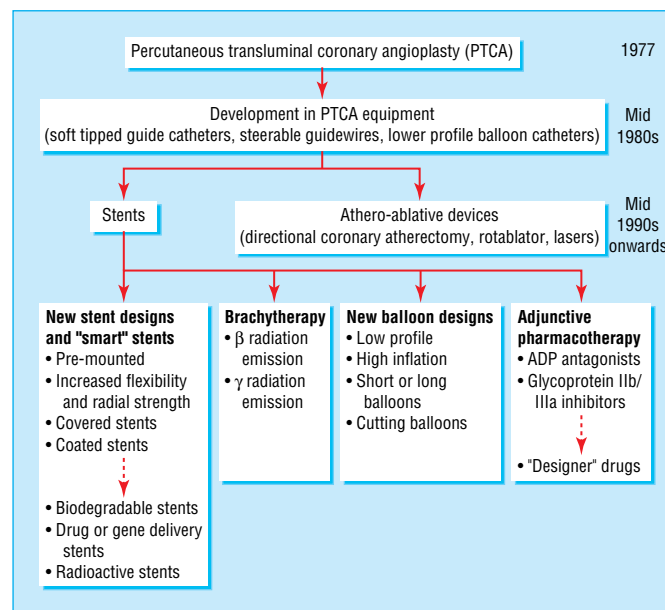 Percutaneous transluminal coronary angioplasty (PTCA)
1977
Development in PTCA equipment
(soft tipped guide catheters, steerable guidewires, lower profile balloon catheters)
Mid
1980s
Stents
Athero-ablative devices
(directional coronary atherectomy, rotablator, lasers)
Mid
1990s
onwards
New stent designs
and "smart" stents
• Pre-mounted
• Increased flexibility
and radial strength
• Covered stents
• Coated stents
• Biodegradable stents
• Drug or gene delivery
stents
• Radioactive stents
Brachytherapy
• β radiation
emission
• γ radiation
emission
New balloon designs
• Low profile
• High inflation
• Short or long
balloons
• Cutting balloons
Adjunctive
pharmacotherapy
• ADP antagonists
• Glycoprotein IIb/
IIIa inhibitors
• "Designer" drugs